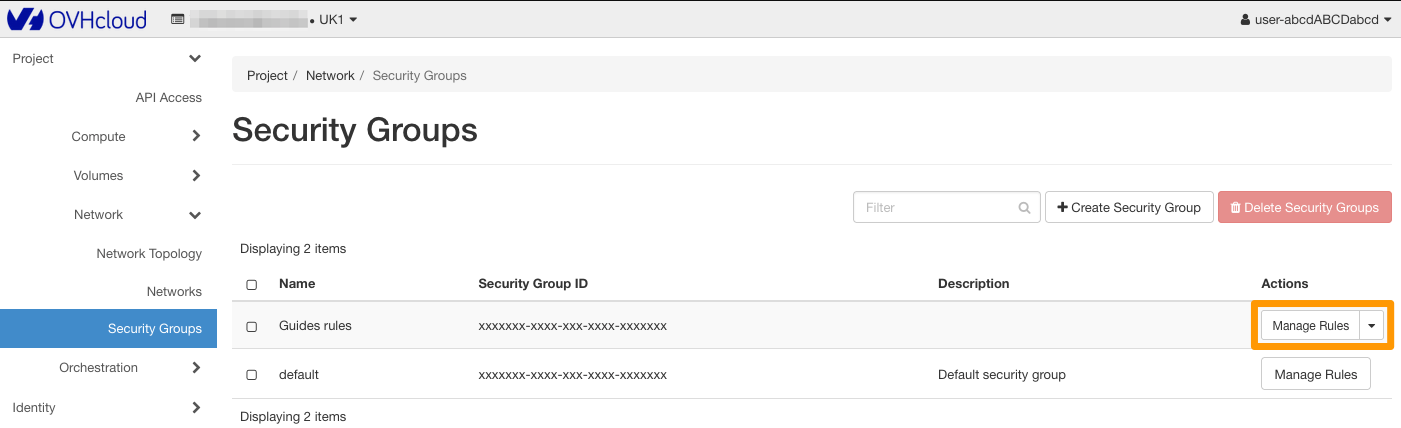 OVHcloud • UK1 user-abcdABCDabcd
Project
API Access
Compute
Volumes
Network
Network Topology
Networks
Security Groups
Orchestration
Identity
Project / Network / Security Groups
Security Groups
Filter Create Security Group Delete Security Groups
Displaying 2 items
Name Security Group ID Description Actions
Guides rules xxxxxxx-xxxx-xxx-xxxx-xxxxxxx Manage Rules
default xxxxxxx-xxxx-xxx-xxxx-xxxxxxx Default security group Manage Rules
Displaying 2 items